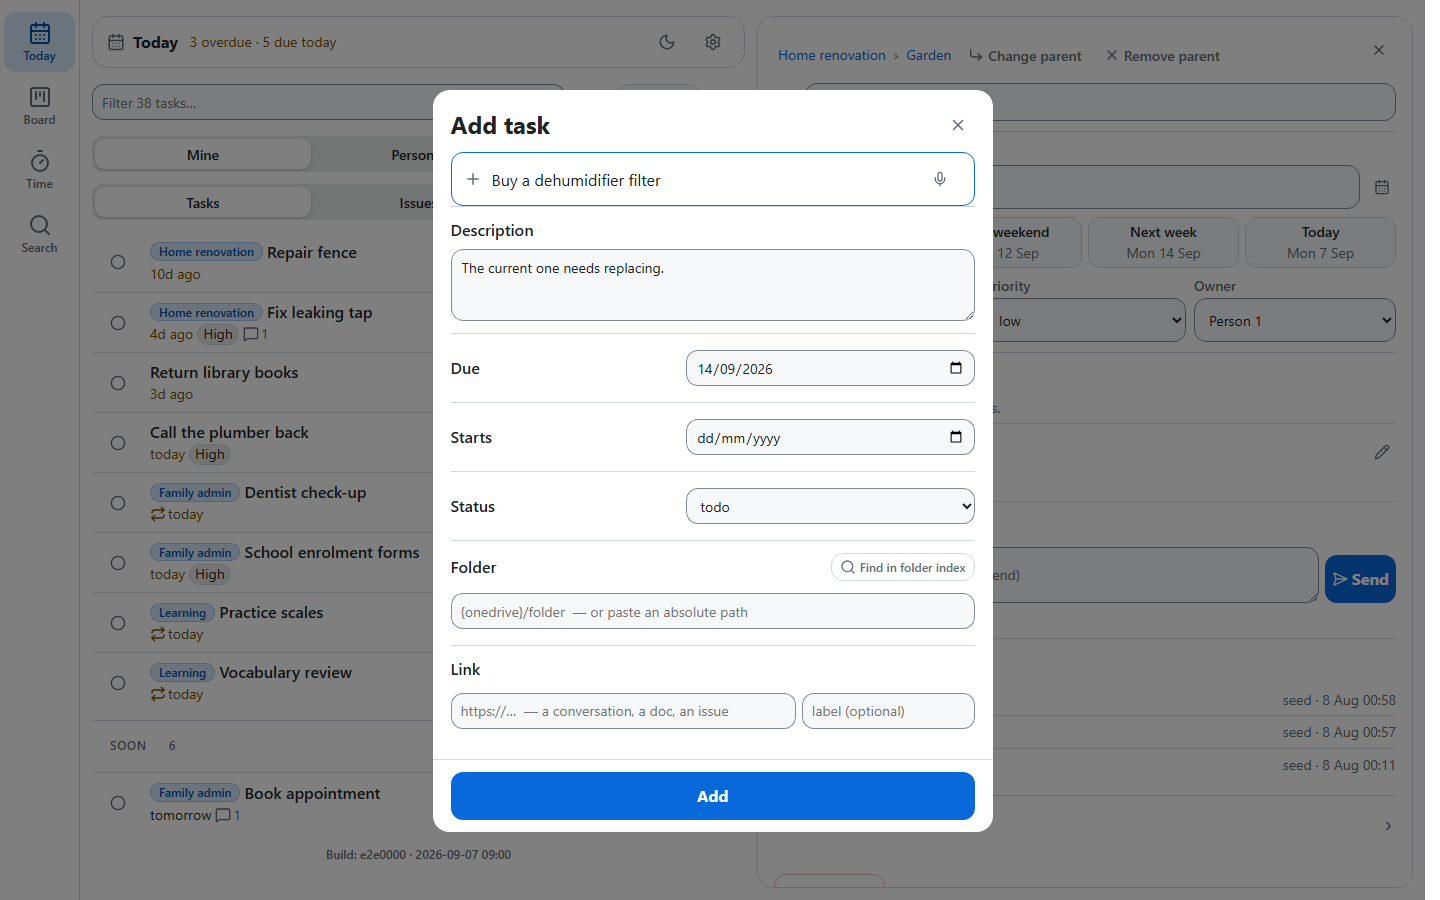 Today
Board
Time
Search
Today 3 overdue · 5 due today
Filter 38 tasks...
Mine
Person
Tasks
Issues
Home renovation Repair fence
10d ago
Home renovation Fix leaking tap
4d ago High 1
Return library books
3d ago
Call the plumber back
today High
Family admin Dentist check-up
today
Family admin School enrolment forms
today High
Learning Practice scales
today
Learning Vocabulary review
today
SOON 6
Family admin Book appointment
tomorrow 1
Build: e2e0000 · 2026-09-07 09:00
Add task
Buy a dehumidifier filter
Description
The current one needs replacing.
Due
14/09/2026
Starts
dd/mm/yyyy
Status
todo
Folder
Find in folder index
{onedrive}/folder — or paste an absolute path
Link
https://... — a conversation, a doc, an issue
label (optional)
Add
Home renovation › Garden Change parent Remove parent
weekend
12 Sep
Next week
Mon 14 Sep
Today
Mon 7 Sep
riority
Owner
low
Person 1
s.
end)
Send
seed · 8 Aug 00:58
seed · 8 Aug 00:57
seed · 8 Aug 00:11